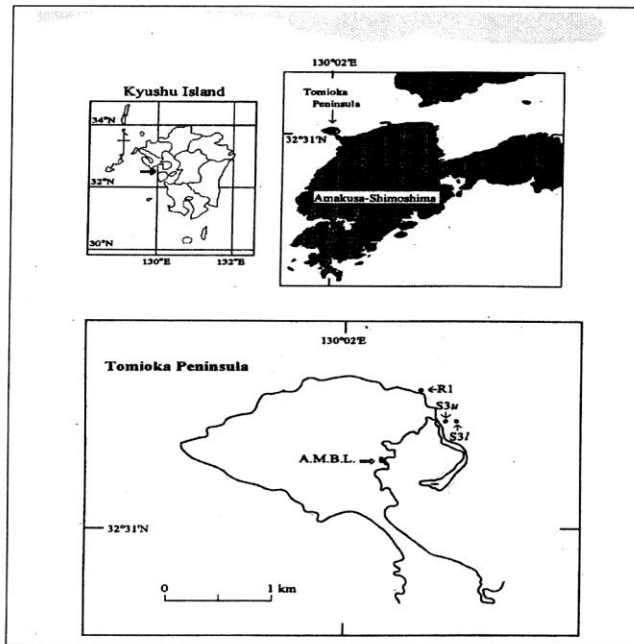 Kyushu Island
34°N
32°N
30°N
130°E
132°E
130°02'E
Tomioka
Peninsula
32°31'N
Amakusa-Shimoshima
130°02'E
Tomioka Peninsula
R1
S3u
S3l
A.M.B.L.
32°31'N
0
1 km